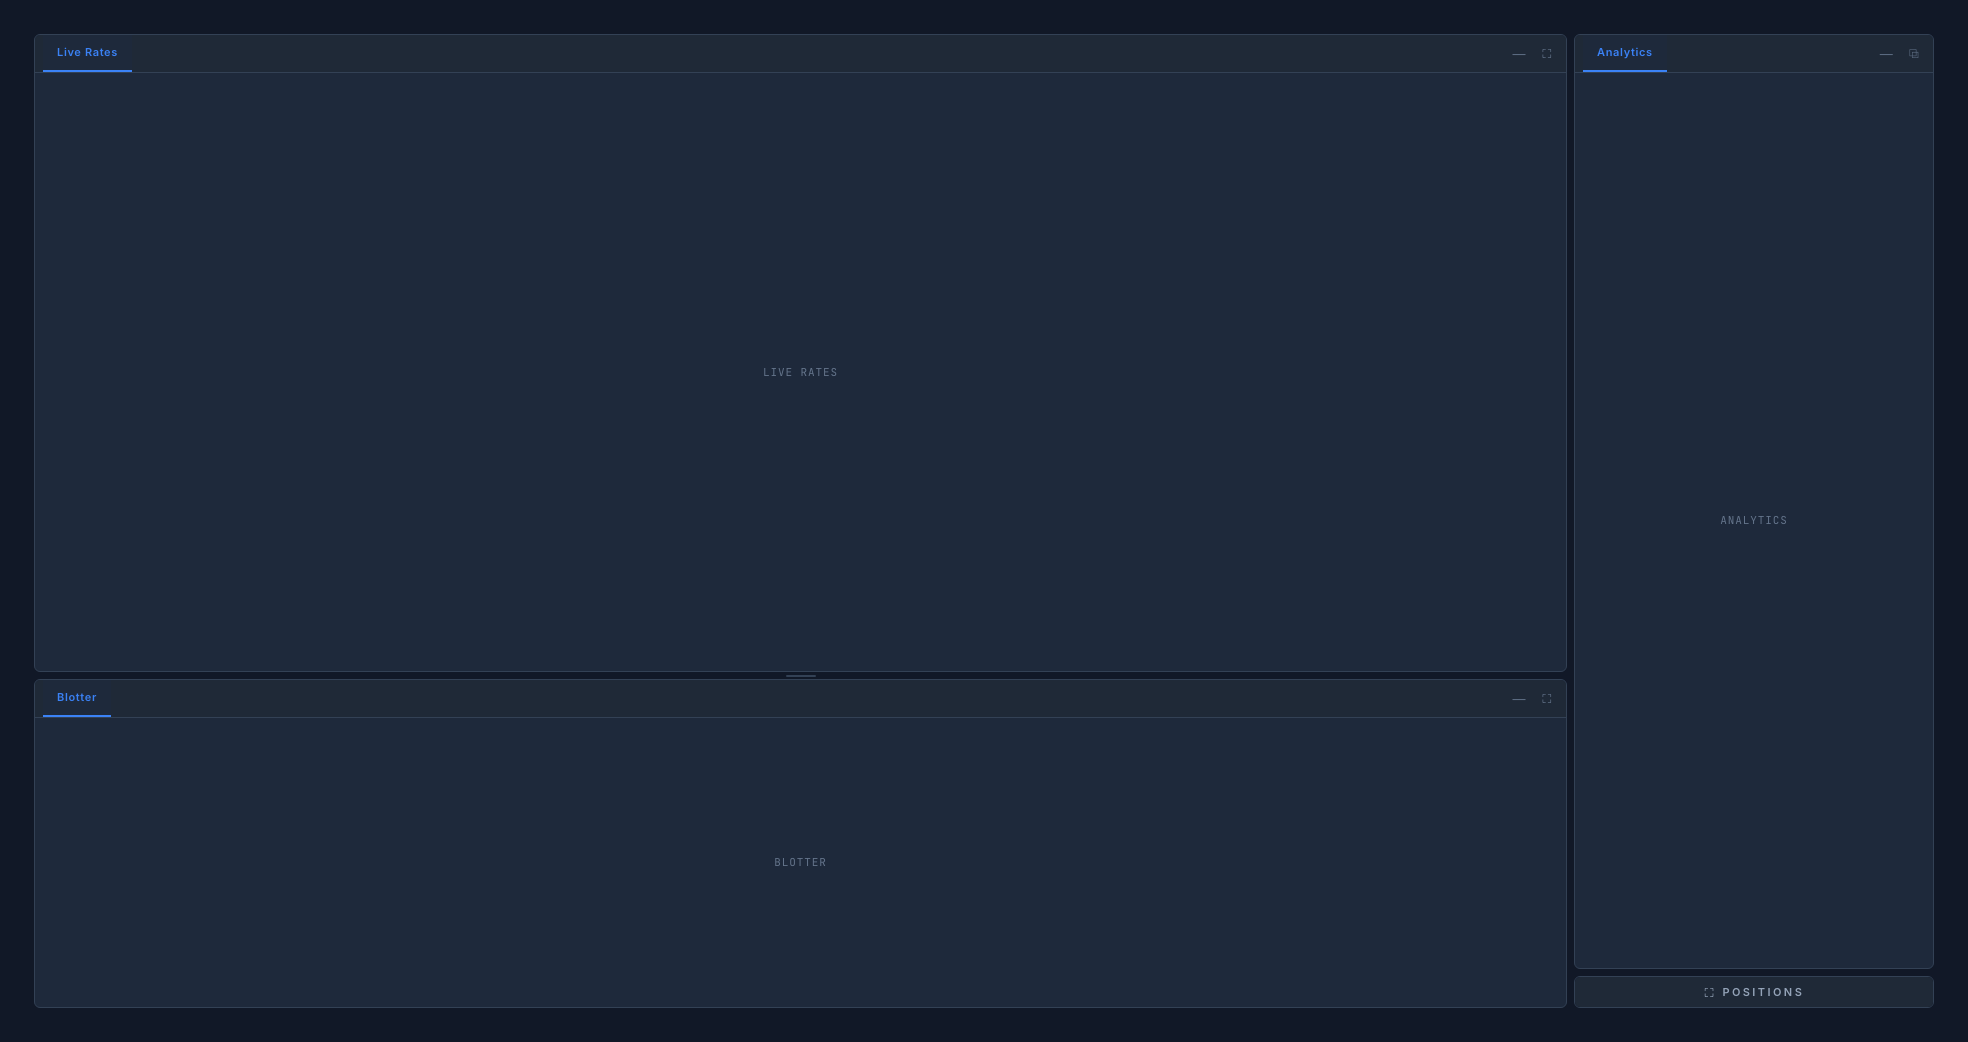 Live Rates
LIVE RATES
Blotter
BLOTTER
Analytics
ANALYTICS
POSITIONS